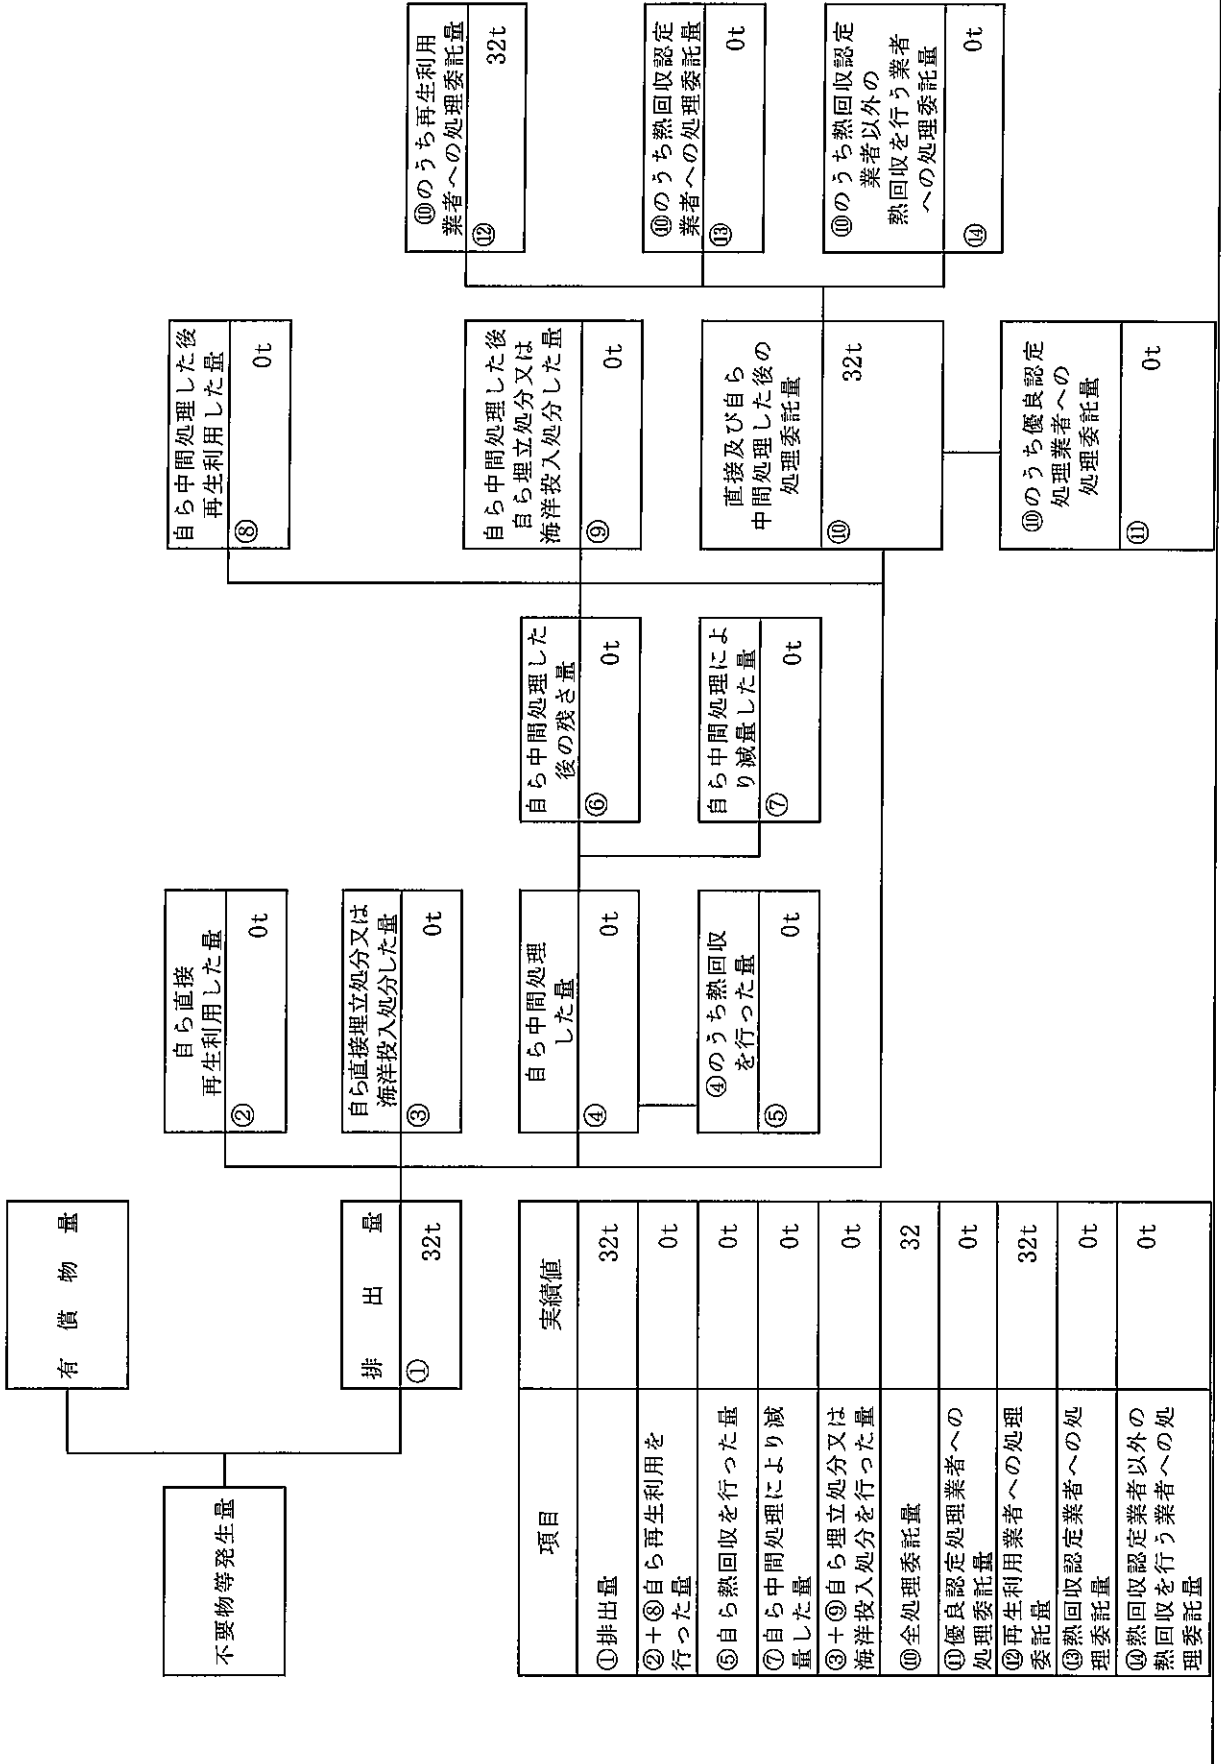 不要物等発生量
有償物量
排出量
① 32t
自ら直接
再生利用した量
② 0t
自ら直接埋立処分又は
海洋投入処分した量
③ 0t
自ら中間処理
した量
④ 0t
④のうち熱回収
を行った量
⑤ 0t
自ら中間処理した
後の残さ量
⑥ 0t
自ら中間処理によ
り減量した量
⑦ 0t
自ら中間処理した後
再生利用した量
⑧ 0t
自ら中間処理した後
自ら埋立処分又は
海洋投入処分した量
⑨ 0t
直接及び自ら
中間処理した後の
処理委託量
⑩ 32t
⑩のうち優良認定
処理業者への
処理委託量
⑪ 0t
⑩のうち再生利用
業者への処理委託量
⑫ 32t
⑩のうち熱回収認定
業者への処理委託量
⑬ 0t
⑩のうち熱回収認定
業者以外の
熱回収を行う業者
への処理委託量
⑭ 0t
項目 実績値
①排出量 32t
②+⑧自ら再生利用を
行った量 0t
⑤自ら熱回収を行った量 0t
⑦自ら中間処理により減
量した量 0t
③+⑨自ら埋立処分又は
海洋投入処分を行った量 0t
⑩全処理委託量 32
⑪優良認定処理業者への
処理委託量 0t
⑫再生利用業者への処理
委託量 32t
⑬熱回収認定業者への処
理委託量 0t
⑭熱回収認定業者以外の
熱回収を行う業者への処
理委託量 0t